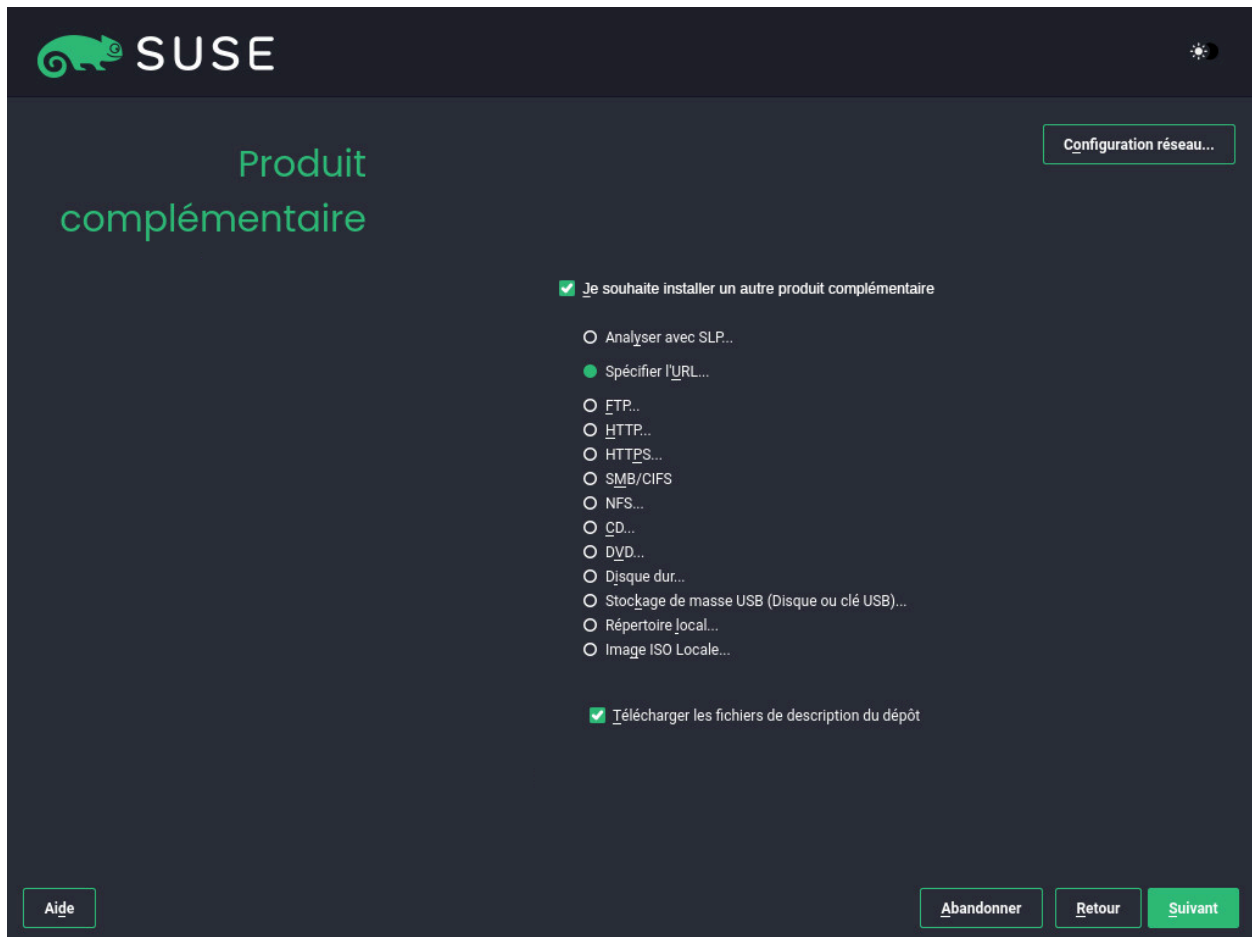 SUSE
Configuration réseau...
Produit
complémentaire
Je souhaite installer un autre produit complémentaire
Analyser avec SLP...
Spécifier l'URL...
FTP...
HTTP...
HTTPS...
SMB/CIFS
NFS...
CD...
DVD...
Disque dur...
Stockage de masse USB (Disque ou clé USB)...
Répertoire local...
Image ISO Locale...
Télécharger les fichiers de description du dépôt
Aide
Abandonner
Retour
Suivant